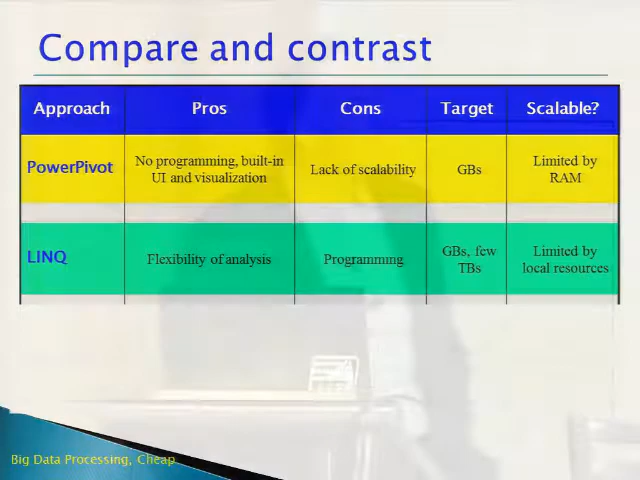 Compare and contrast
Approach Pros Cons Target Scalable?
PowerPivot
No programming, built-in
UI and visualization
Lack of scalability
GBs
Limited by
RAM
LINQ
Flexibility of analysis
Programming
GBs, few
TBs
Limited by
local resources
Big Data Processing, Cheap